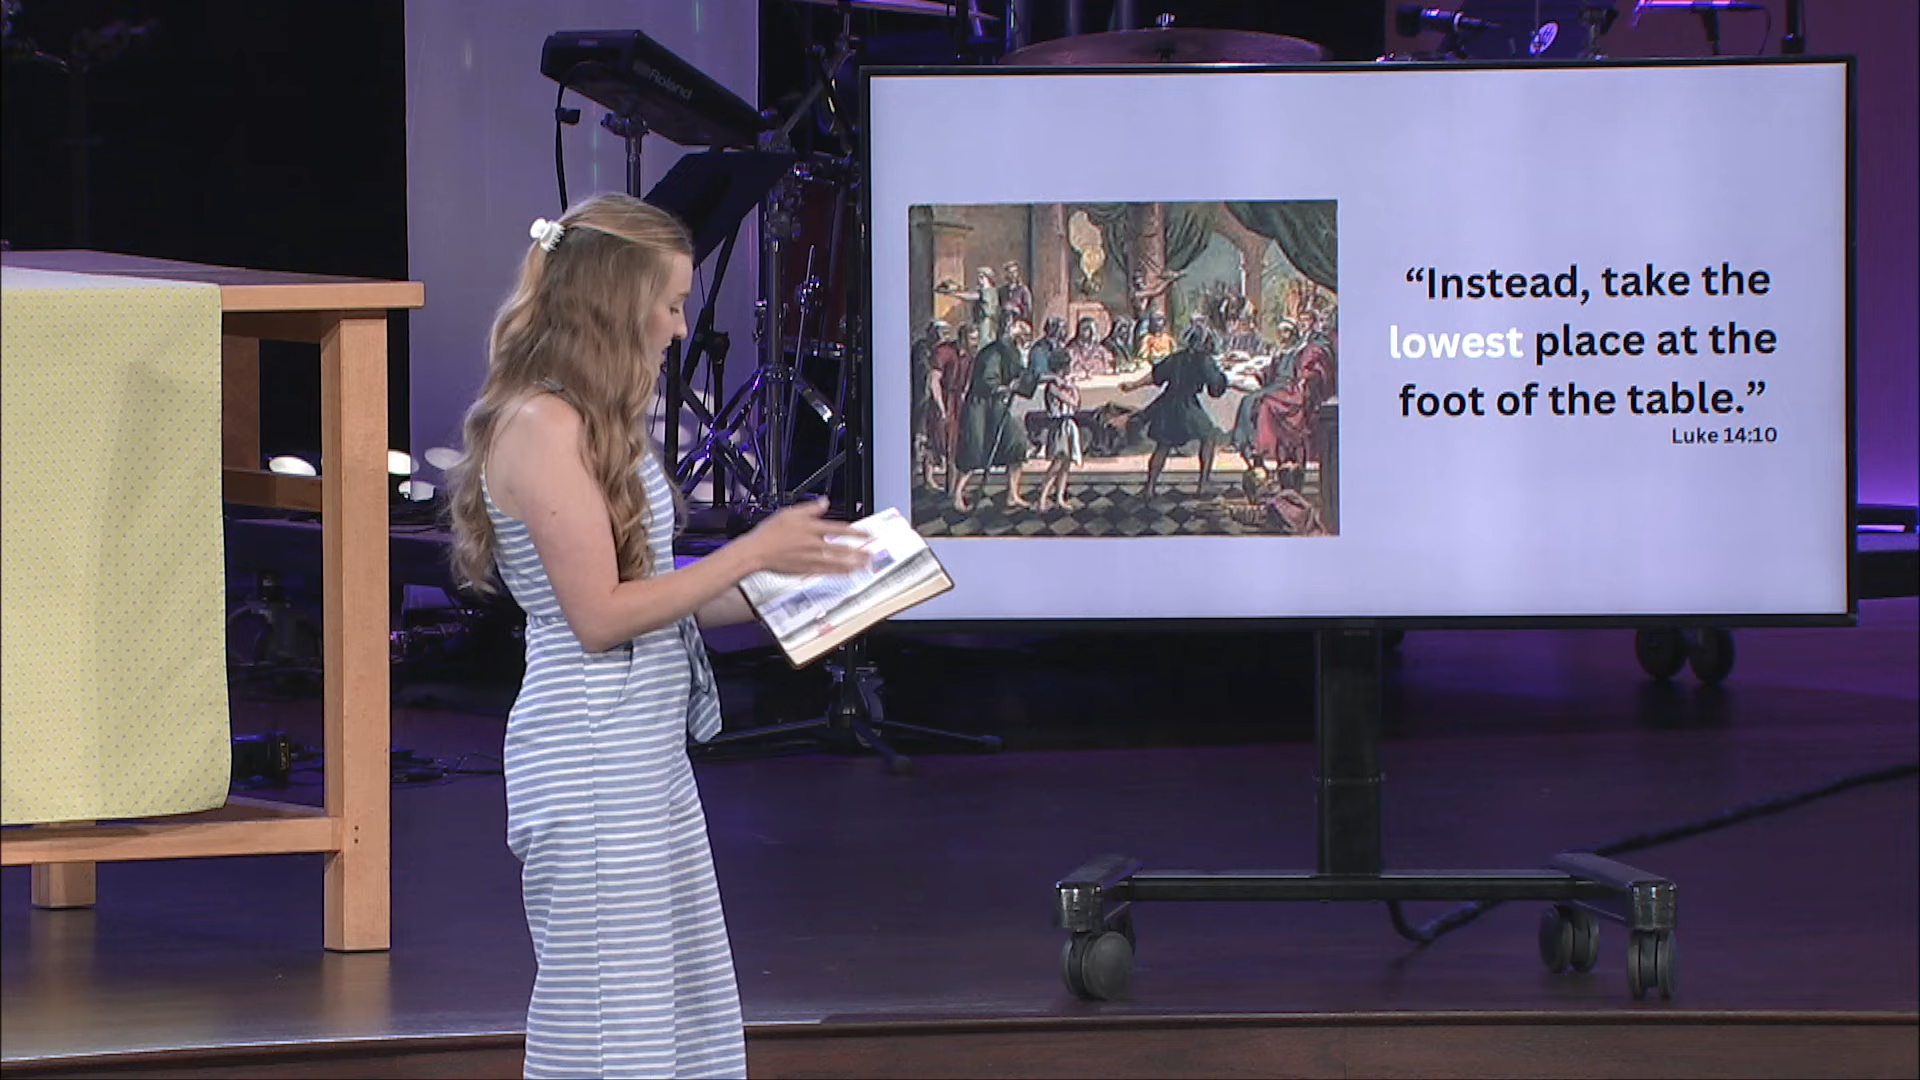 Roland
“Instead, take the
lowest place at the
foot of the table.”
Luke 14:10